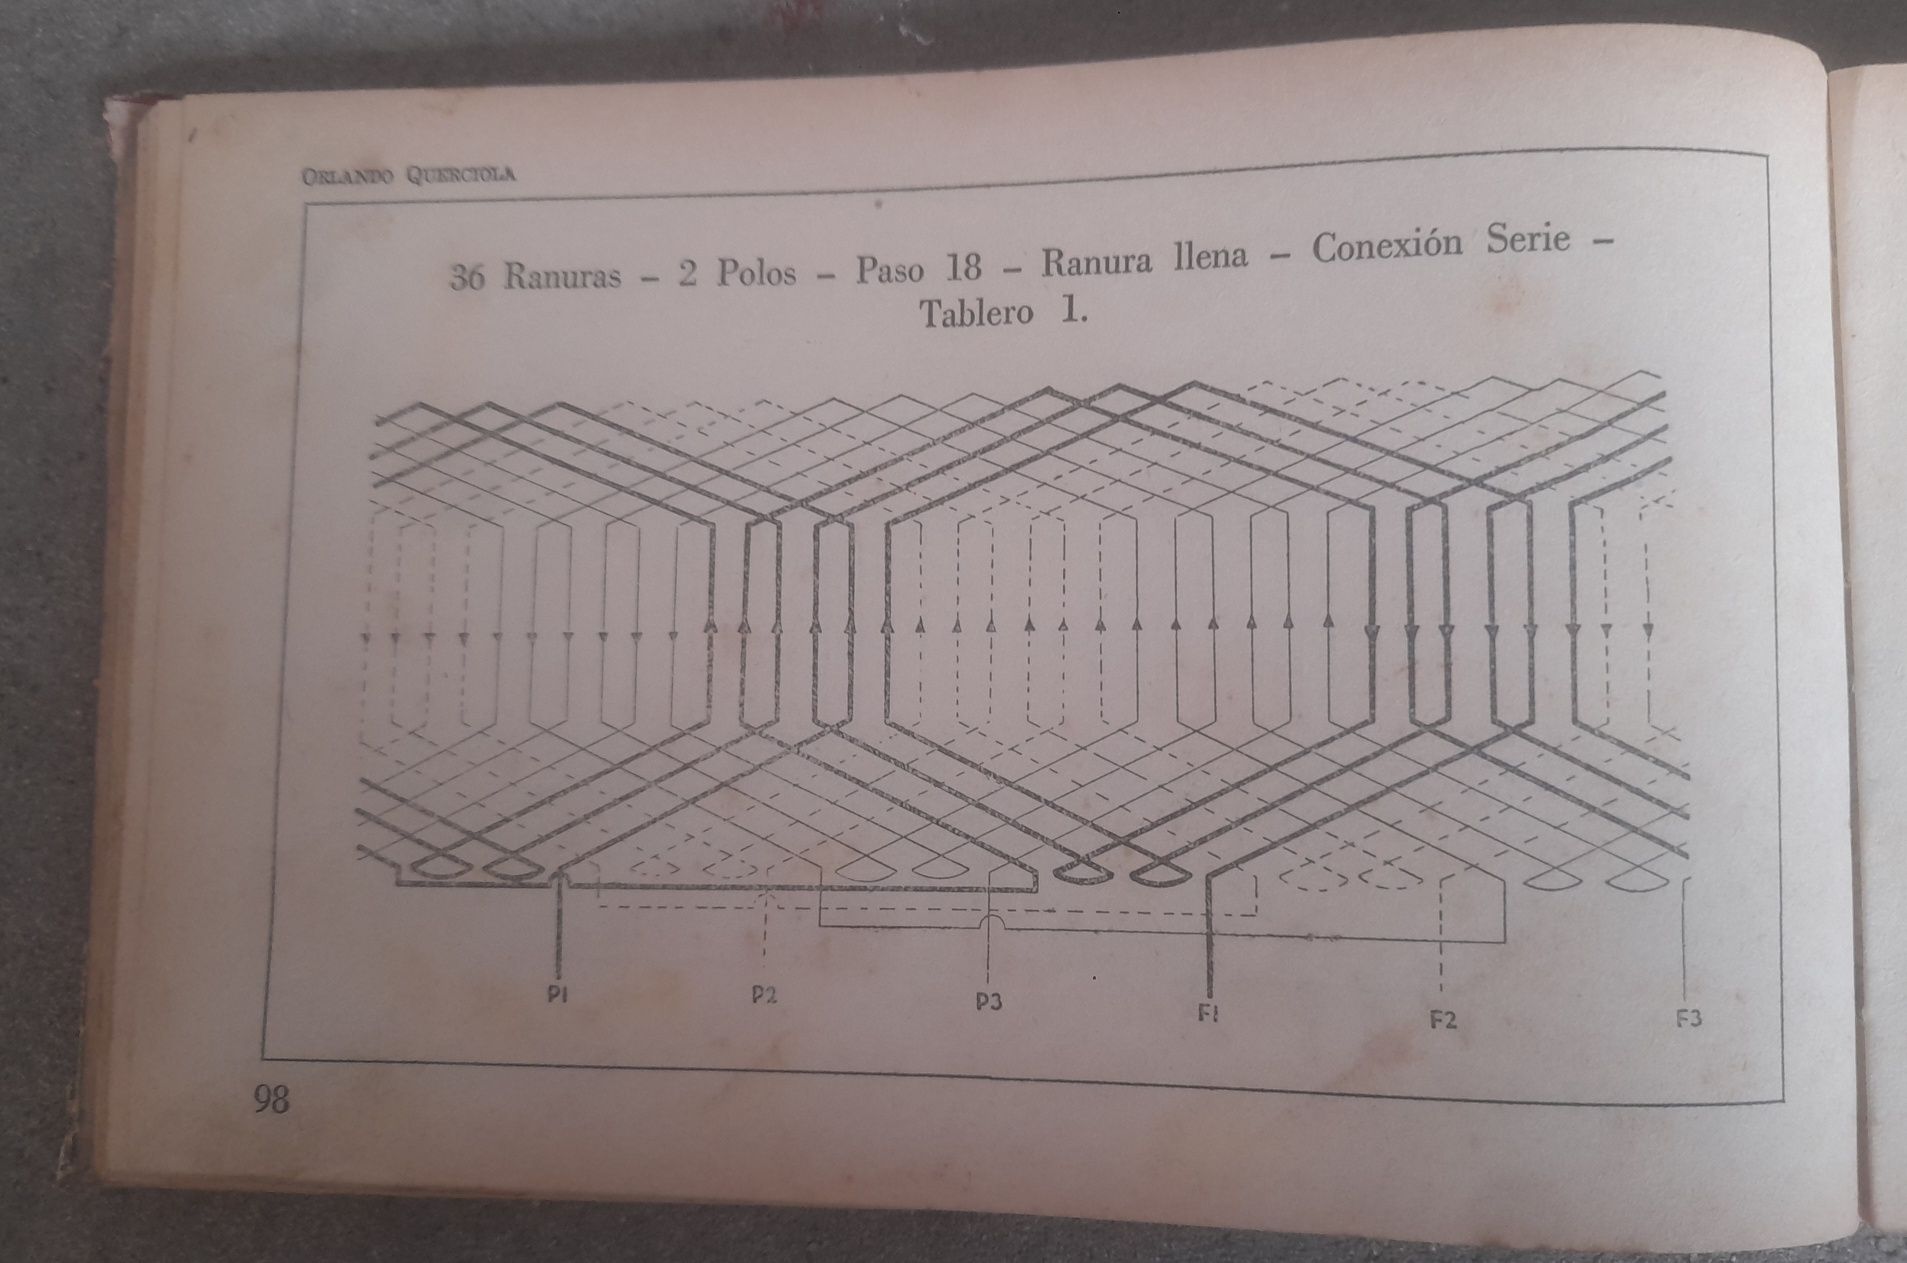 ORLANDO QUERCIOLA
36 Ranuras – 2 Polos – Paso 18 – Ranura llena – Conexión Serie –
Tablero 1.
P1 P2 P3 F1 F2 F3
98